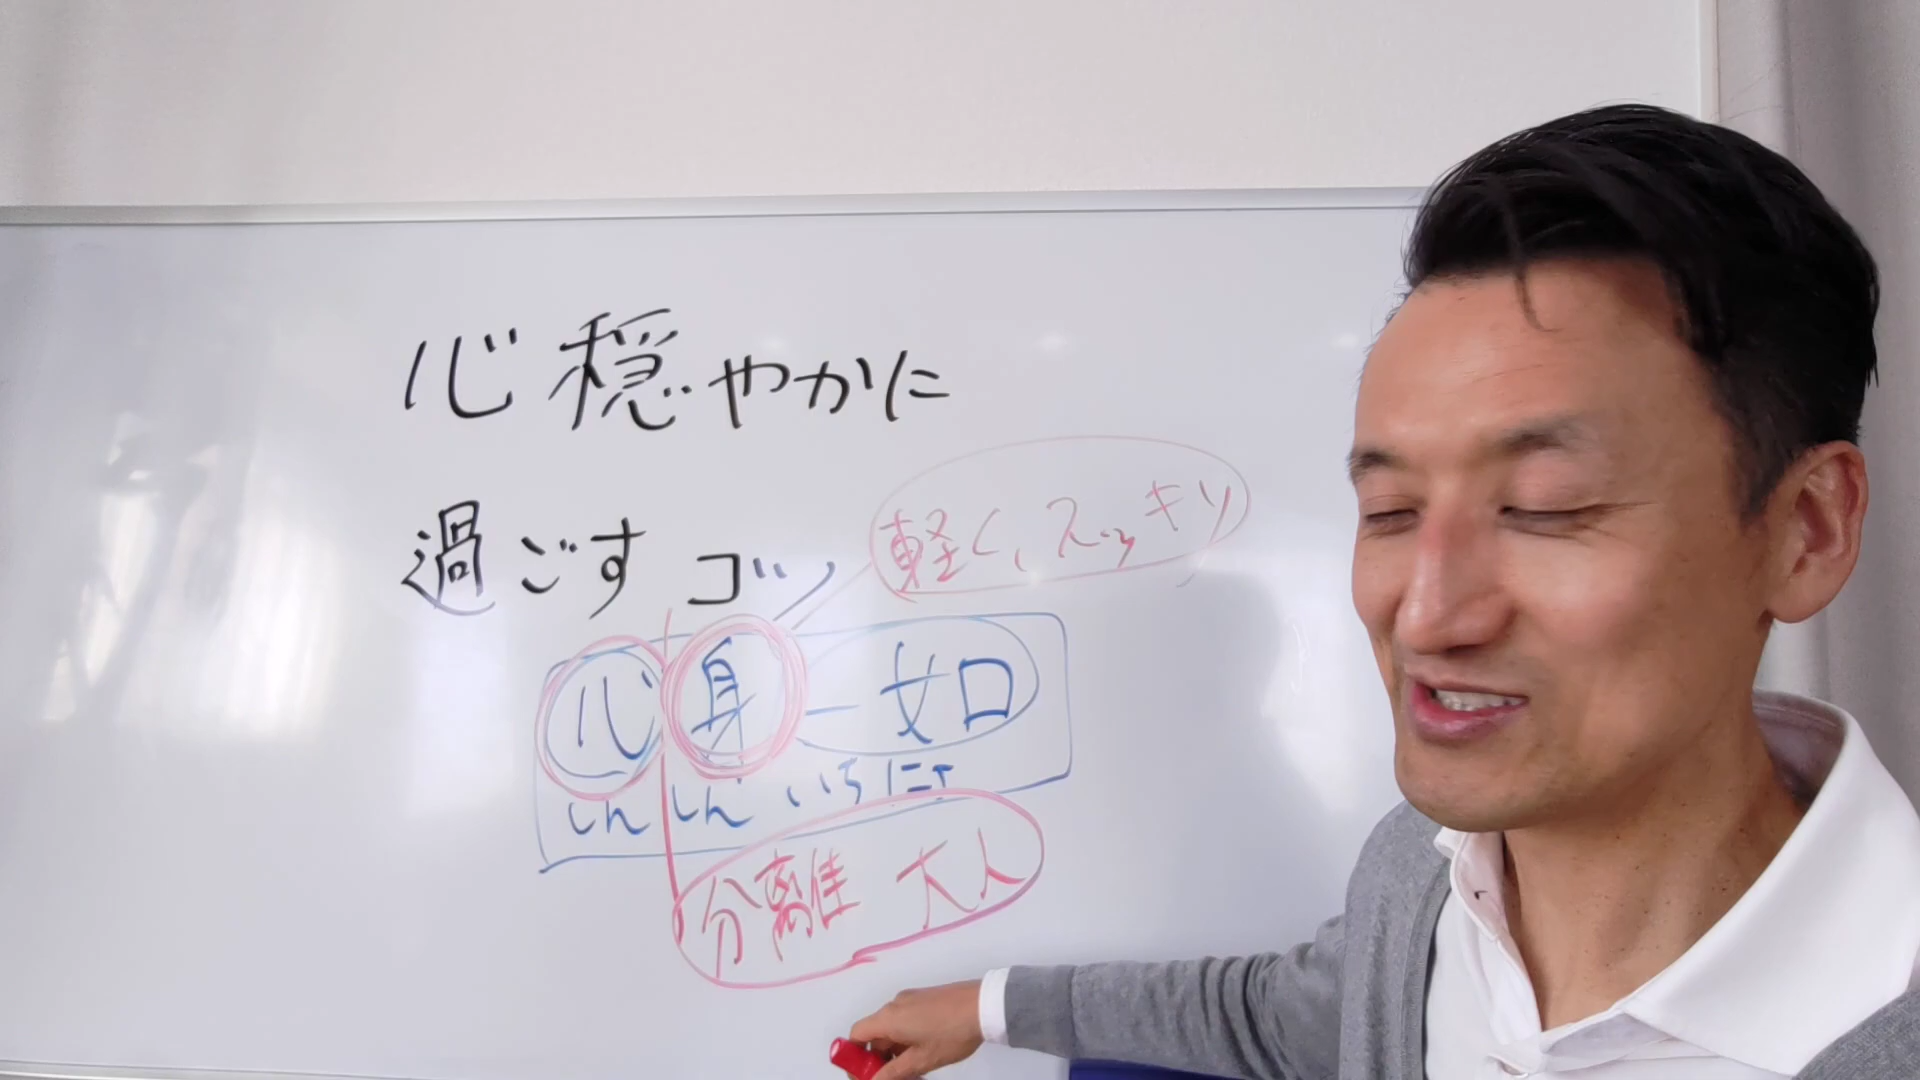 心穏やかに
過ごすコツ
軽く、スッキリ
心身一如
しんしんいちにょ
分離 大人